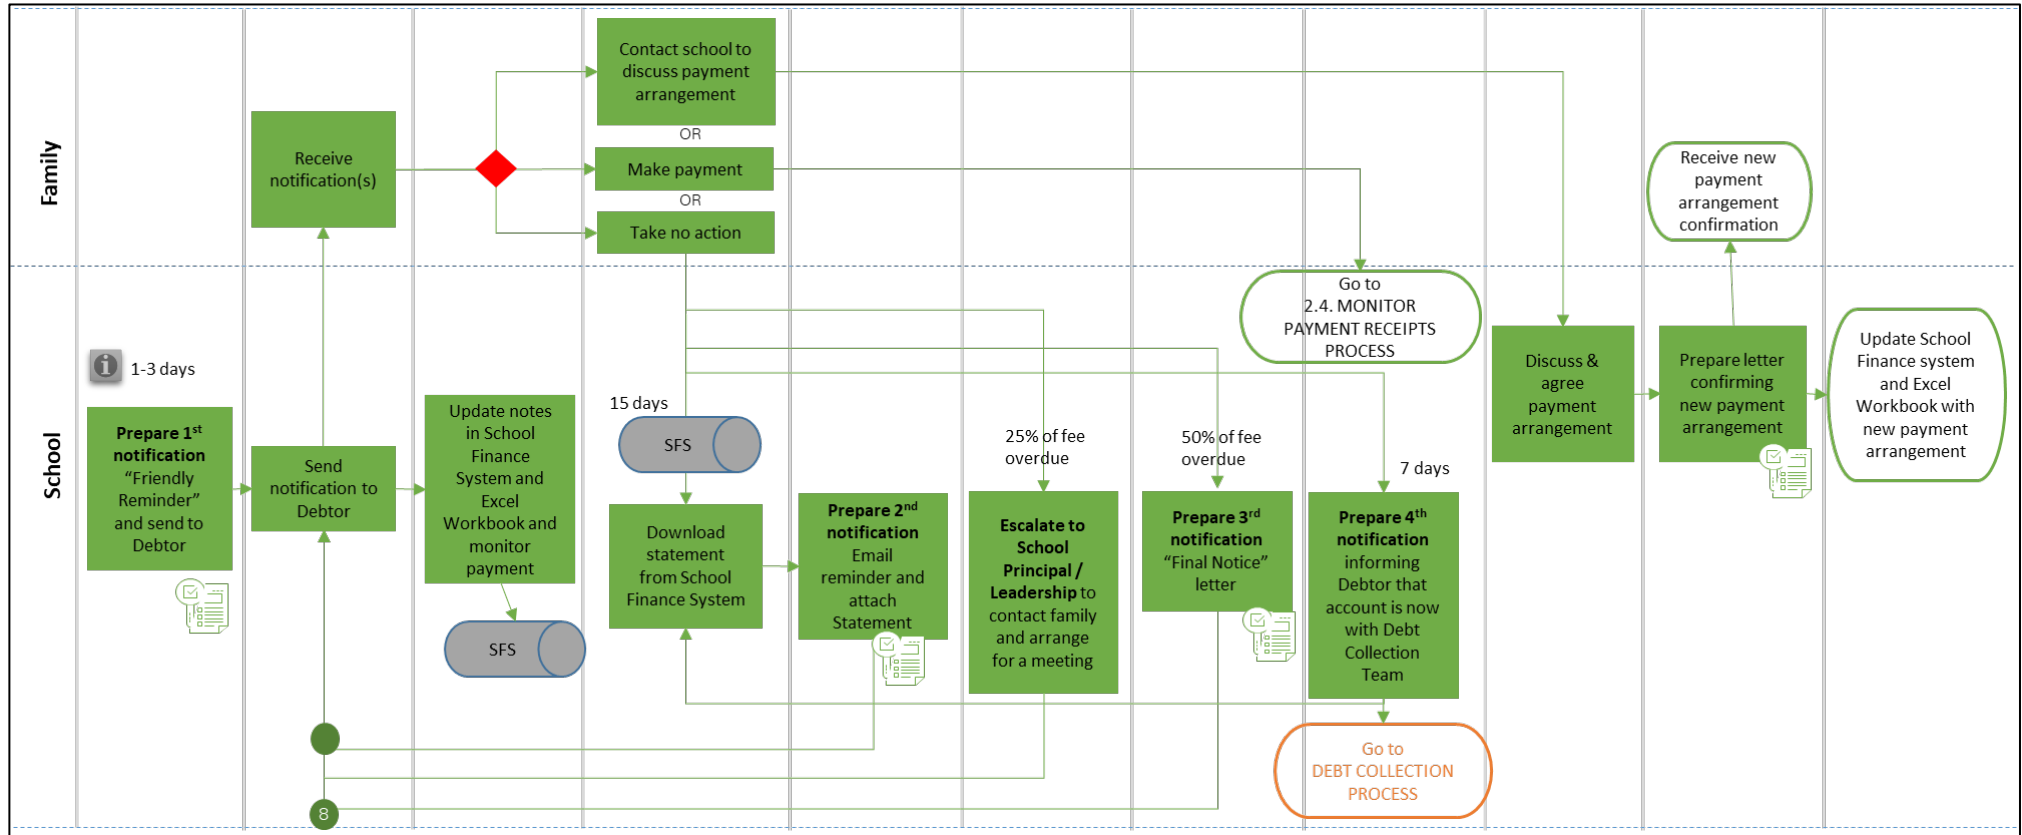 Family
Contact school to
discuss payment
arrangement
OR
Receive
notification(s)
Make payment
OR
Take no action
Receive new
payment
arrangement
confirmation
School
1-3 days
Prepare 1st
notification
“Friendly
Reminder”
and send to
Debtor
Send
notification to
Debtor
Update notes
in School
Finance
System and
Excel
Workbook and
monitor
payment
SFS
15 days
SFS
Download
statement
from School
Finance System
Prepare 2nd
notification
Email
reminder and
attach
Statement
25% of fee
overdue
Escalate to
School
Principal /
Leadership to
contact family
and arrange
for a meeting
50% of fee
overdue
Prepare 3rd
notification
“Final Notice”
letter
Go to
2.4. MONITOR
PAYMENT RECEIPTS
PROCESS
7 days
Prepare 4th
notification
informing
Debtor that
account is now
with Debt
Collection
Team
Go to
DEBT COLLECTION
PROCESS
Discuss &
agree
payment
arrangement
Prepare letter
confirming
new payment
arrangement
Update School
Finance system
and Excel
Workbook with
new payment
arrangement
8